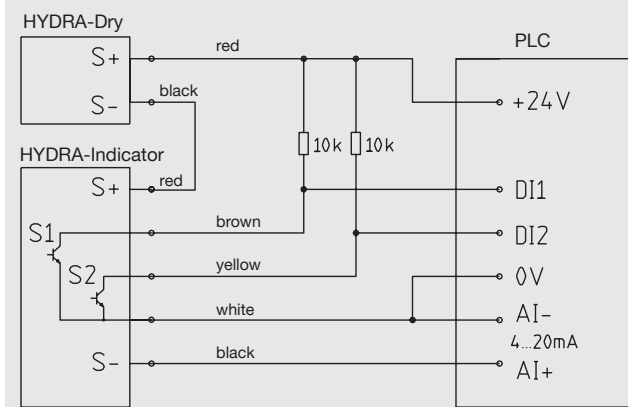 HYDRA-Dry
S+
red
PLC
S-
black
+24V
10k
10k
HYDRA-Indicator
S+
red
DI1
brown
S1
DI2
yellow
S2
0V
white
AI-
4...20mA
S-
black
AI+